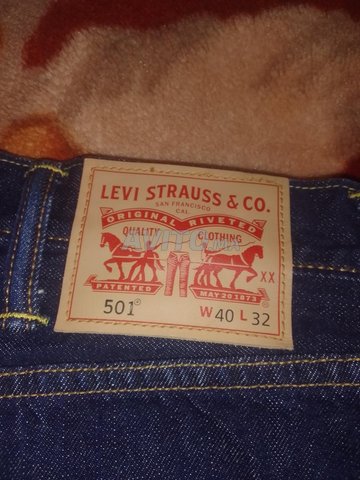 LEVI STRAUSS & CO.
SAN FRANCISCO
CAL.
ORIGINAL RIVETED
QUALITY CLOTHING
XX
PATENTED MAY 20 1873 ®
501® W 40 L 32